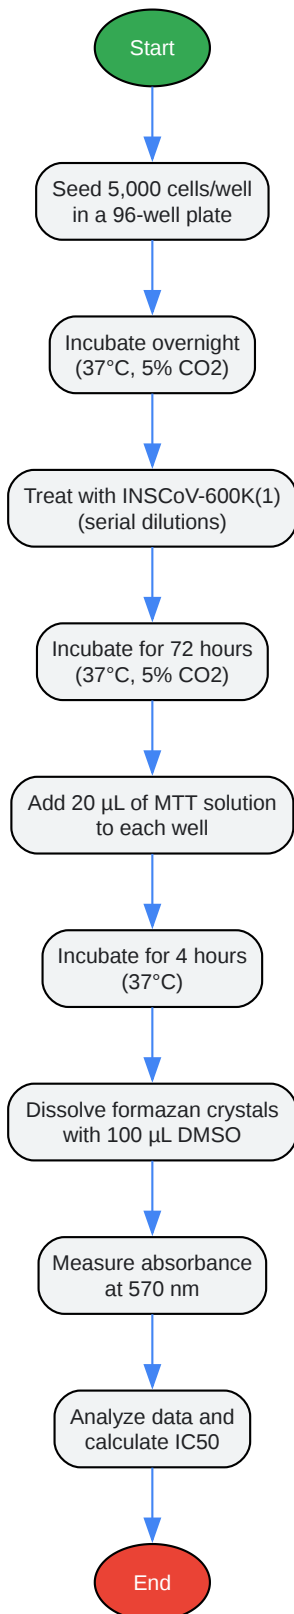 Start
Seed 5,000 cells/well
in a 96-well plate
Incubate overnight
(37°C, 5% CO2)
Treat with INSCoV-600K(1)
(serial dilutions)
Incubate for 72 hours
(37°C, 5% CO2)
Add 20 µL of MTT solution
to each well
Incubate for 4 hours
(37°C)
Dissolve formazan crystals
with 100 µL DMSO
Measure absorbance
at 570 nm
Analyze data and
calculate IC50
End